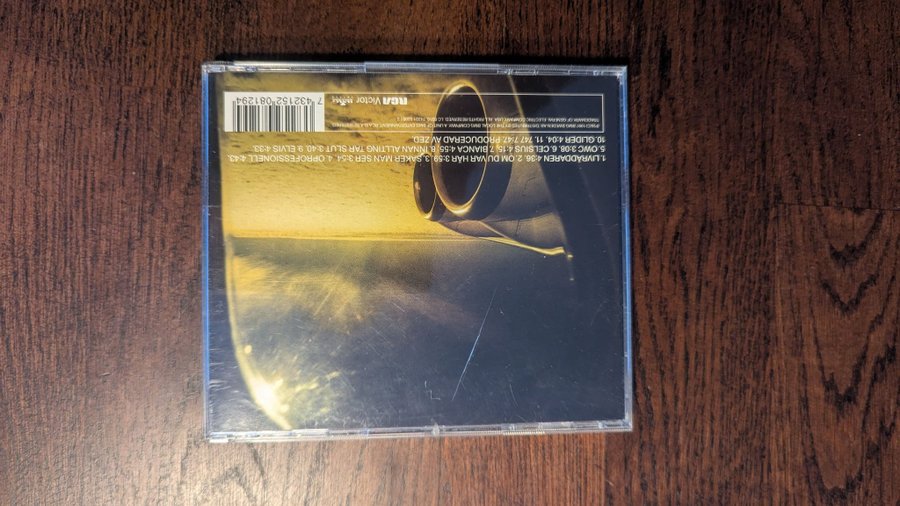 1. LIVRÄDDAREN 4:36. 2. OM DU VAR HÄR 3:59. 3. SAKER MAN SER 3:54. 4. OPROFESSIONELL 4:43.
5. OWC 3:08. 6. CELSIUS 4:15. 7. BIANCA 4:55. 8. INNAN ALLTING TAR SLUT 3:40. 9. ELVIS 4:33.
10. GLIDER 4:04. 11. 747 7:47. PRODUCERAD AV ZED
RCA Victor
7 432152 081294